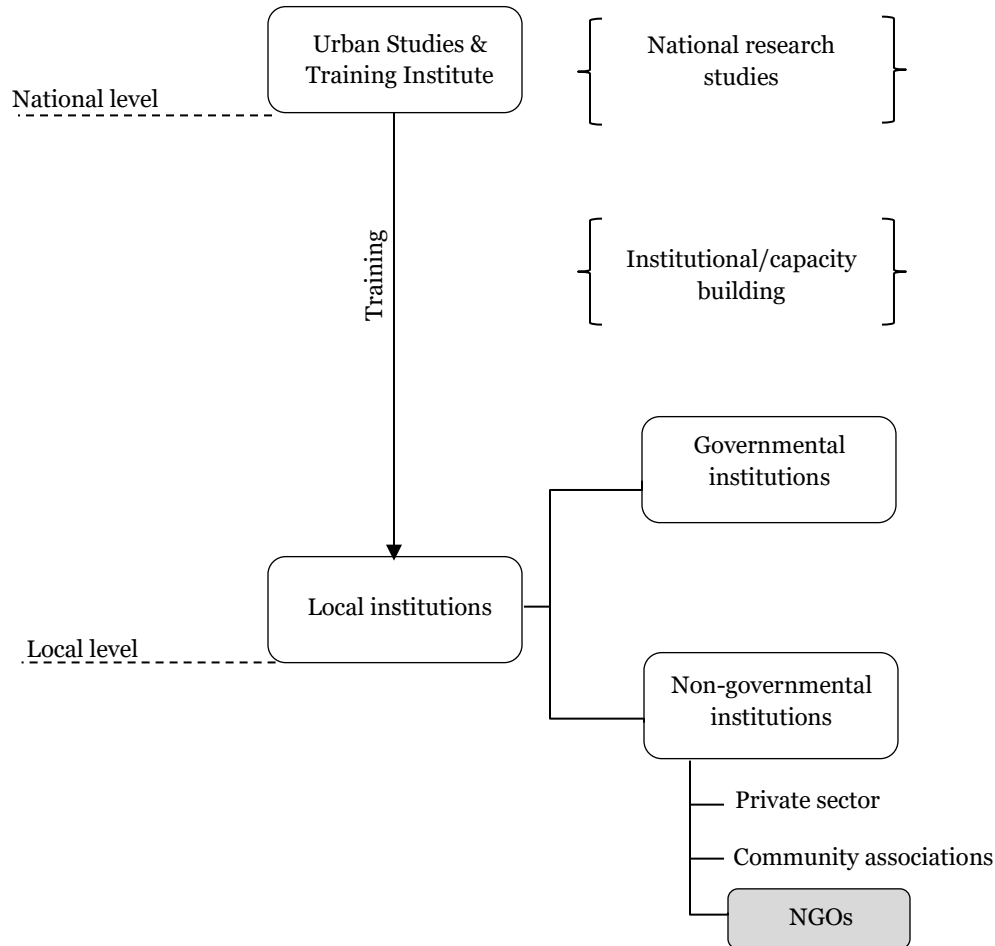 Urban Studies &
Training Institute
National research
studies
National level
Training
Institutional/capacity
building
Governmental
institutions
Local institutions
Local level
Non-governmental
institutions
Private sector
Community associations
NGOs